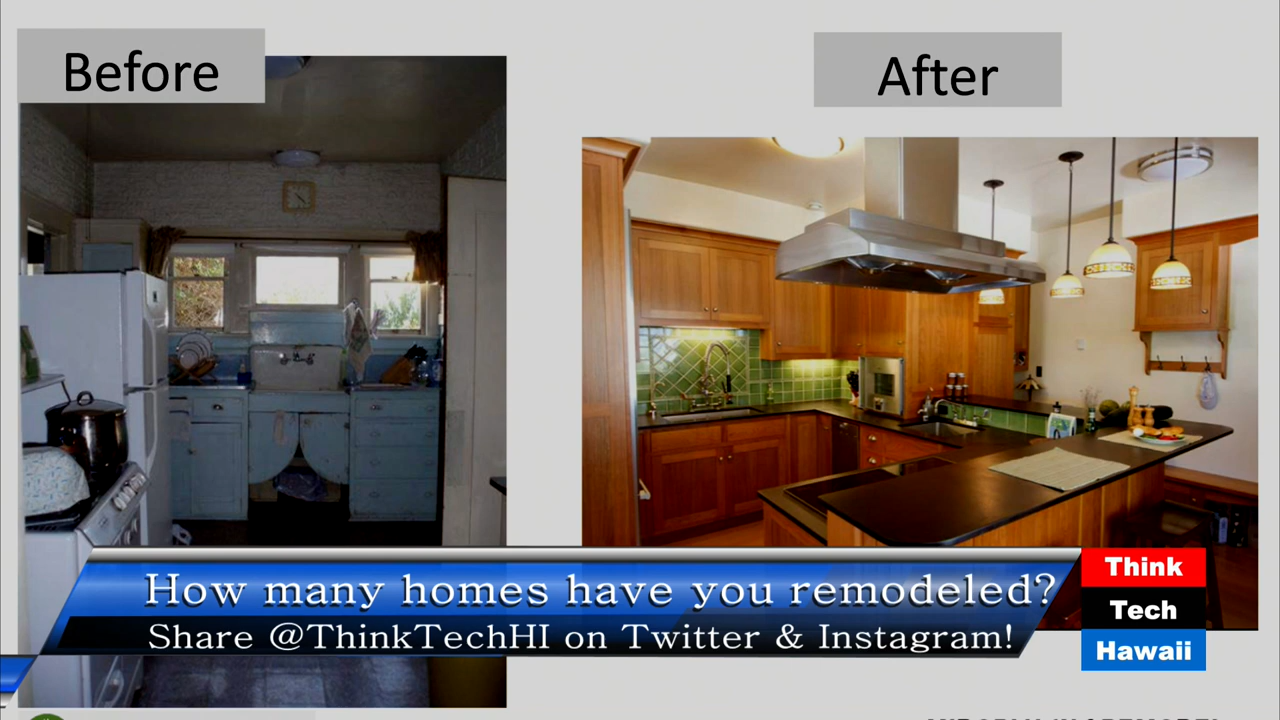 Before
After
How many homes have you remodeled?
Share @ThinkTechHI on Twitter & Instagram!
Think
Tech
Hawaii